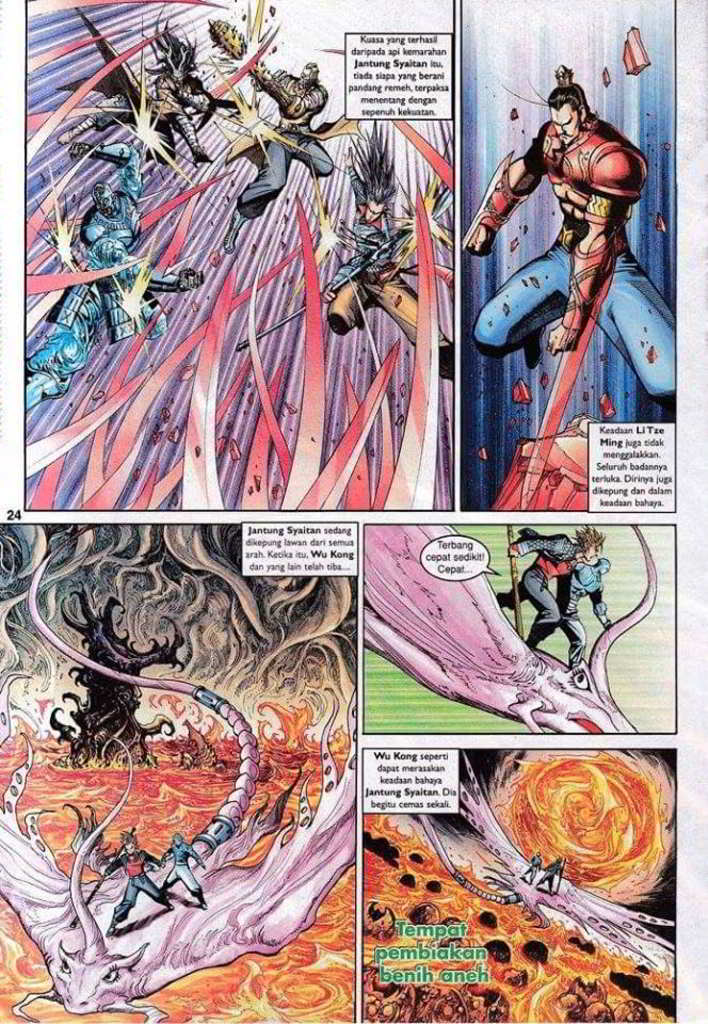 Kuasa yang terhasil
daripada api kemarahan
Jantung Syaitan itu,
tiada siapa yang berani
pandang remeh, terpaksa
menentang dengan
sepenuh kekuatan.
Keadaan Li Tze
Ming juga tidak
menggalakkan.
Seluruh badannya
terluka. Dirinya juga
dikepung dan dalam
keadaan bahaya.
24
Jantung Syaitan sedang
dikepung lawan dari semua
arah. Ketika itu, Wu Kong
dan yang lain telah tiba....
Terbang
cepat sedikit!
Cepat...
Wu Kong seperti
dapat merasakan
keadaan bahaya
Jantung Syaitan. Dia
begitu cemas sekali.
Tempat
pembiakan
benih aneh